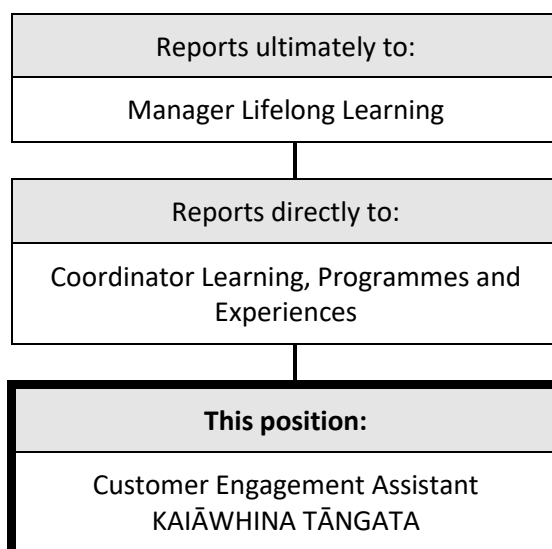 Reports ultimately to:
Manager Lifelong Learning
Reports directly to:
Coordinator Learning, Programmes and
Experiences
This position:
Customer Engagement Assistant
KAIĀWHINA TĀNGATA